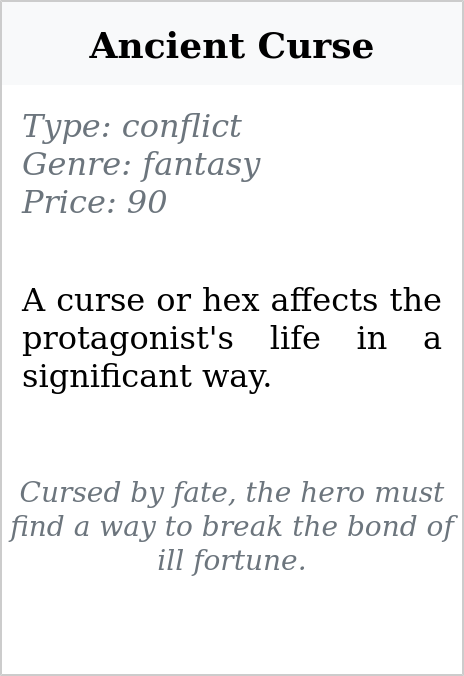 Ancient Curse
Type: conflict
Genre: fantasy
Price: 90
A curse or hex affects the
protagonist's life in a
significant way.
Cursed by fate, the hero must
find a way to break the bond of
ill fortune.